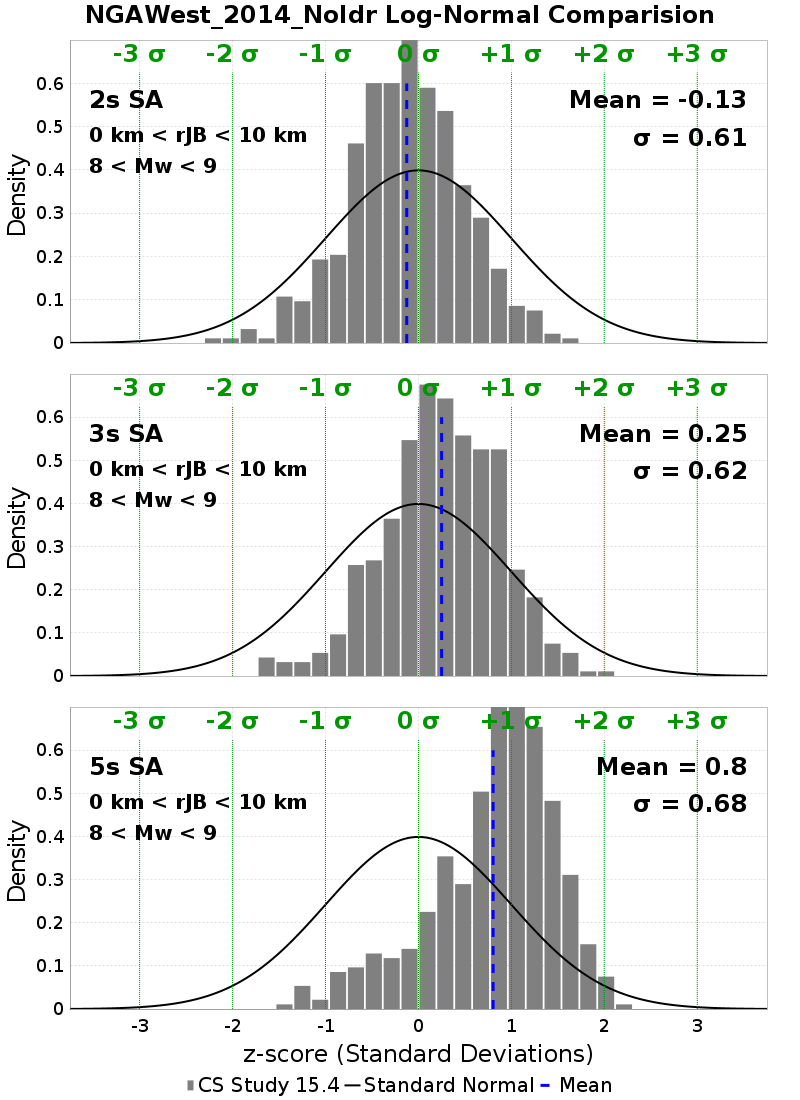 NGAWest_2014_NoIdr Log-Normal Comparision
-3 σ -2 σ -1 σ 0 σ +1 σ +2 σ +3 σ
0.6
2s SA Mean = -0.13
0.5
0 km < rJB < 10 km σ = 0.61
8 < Mw < 9
0.4
0.3
0.2
0.1
0
Density
-3 σ -2 σ -1 σ 0 σ +1 σ +2 σ +3 σ
0.6
3s SA Mean = 0.25
0.5
0 km < rJB < 10 km σ = 0.62
8 < Mw < 9
0.4
0.3
0.2
0.1
0
Density
-3 σ -2 σ -1 σ 0 σ +1 σ +2 σ +3 σ
0.6
5s SA Mean = 0.8
0.5
0 km < rJB < 10 km σ = 0.68
8 < Mw < 9
0.4
0.3
0.2
0.1
0
Density
-3 -2 -1 0 1 2 3
z-score (Standard Deviations)
CS Study 15.4 Standard Normal Mean